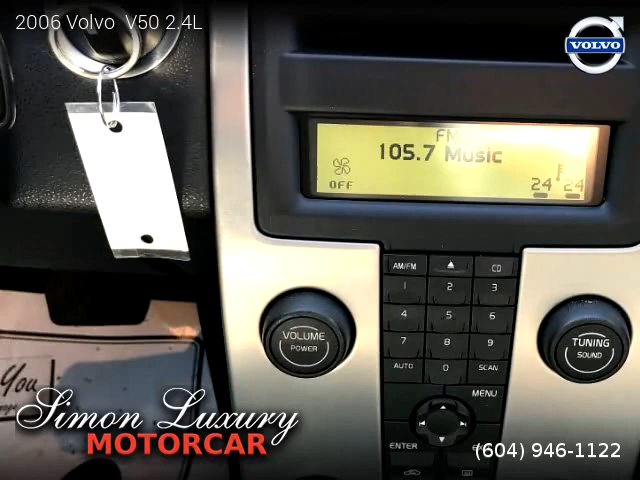 2006 Volvo V50 2.4L
VOLVO
FM
105.7 Music
OFF
24 24
AM/FM CD
1 2 3
4 5 6
7 8 9
AUTO 0 SCAN
VOLUME
POWER
TUNING
SOUND
MENU
ENTER
You
Simon Luxury
MOTORCAR
(604) 946-1122